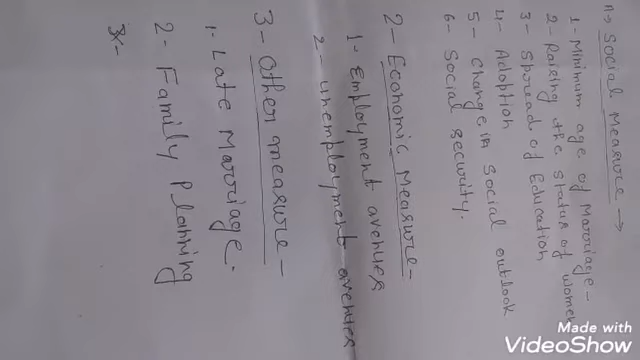 1) Social Measure →
1- Minimum age of Marriage-
2- Raising the status of women
3- Spread of Education
4- Adoption
5- Change in Social outlook
6- Social Security.
2- Economic Measure-
1- Employment avenues
2- unemployment avenues
3- Other measure-
1- Late Marriage.
2- Family Planning
3-
Made with
VideoShow